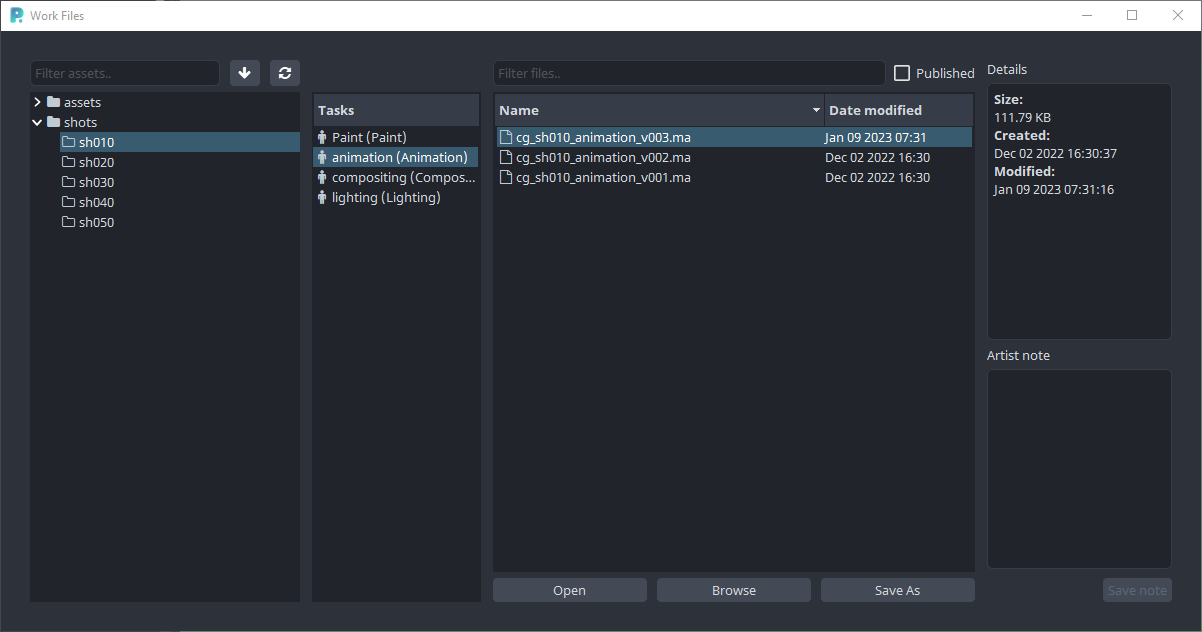 Work Files
Filter assets..
assets
shots
sh010
sh020
sh030
sh040
sh050
Tasks
Paint (Paint)
animation (Animation)
compositing (Compos...
lighting (Lighting)
Filter files..
Published
Name
Date modified
cg_sh010_animation_v003.ma Jan 09 2023 07:31
cg_sh010_animation_v002.ma Dec 02 2022 16:30
cg_sh010_animation_v001.ma Dec 02 2022 16:30
Open
Browse
Save As
Details
Size:
111.79 KB
Created:
Dec 02 2022 16:30:37
Modified:
Jan 09 2023 07:31:16
Artist note
Save note